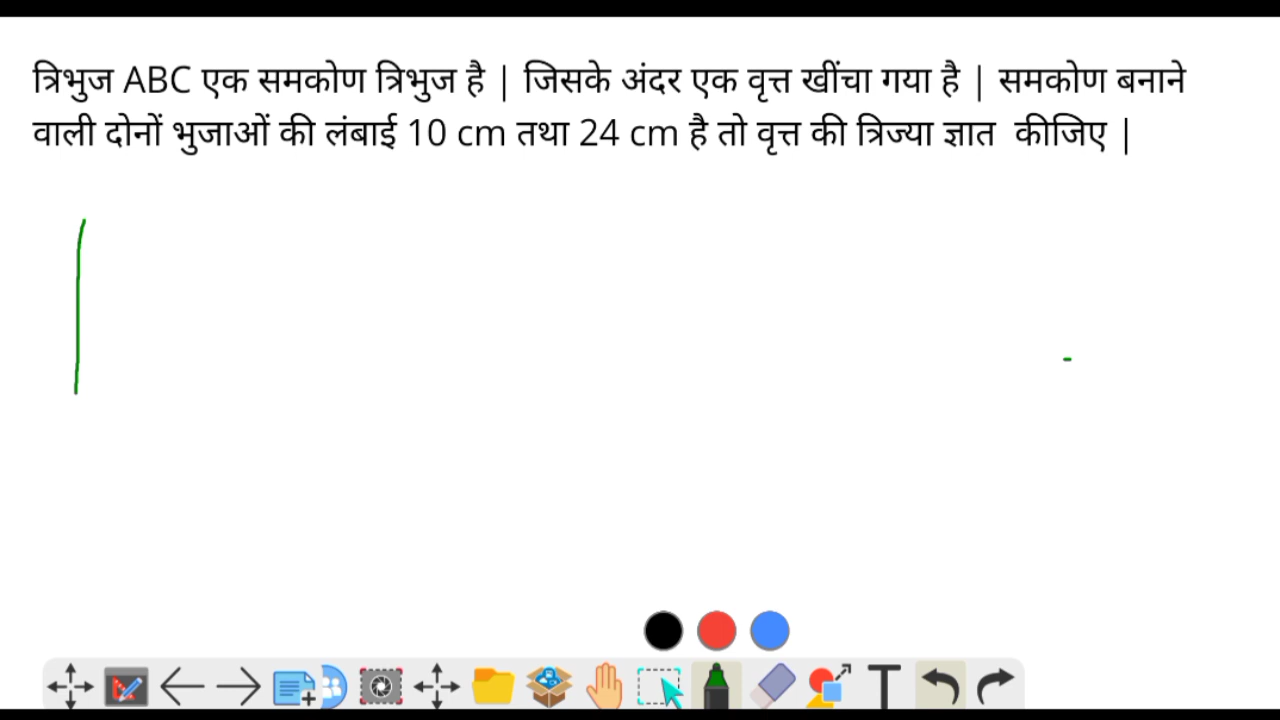 त्रिभुज ABC एक समकोण त्रिभुज है | जिसके अंदर एक वृत्त खींचा गया है | समकोण बनाने
वाली दोनों भुजाओं की लंबाई 10 cm तथा 24 cm है तो वृत्त की त्रिज्या ज्ञात कीजिए |